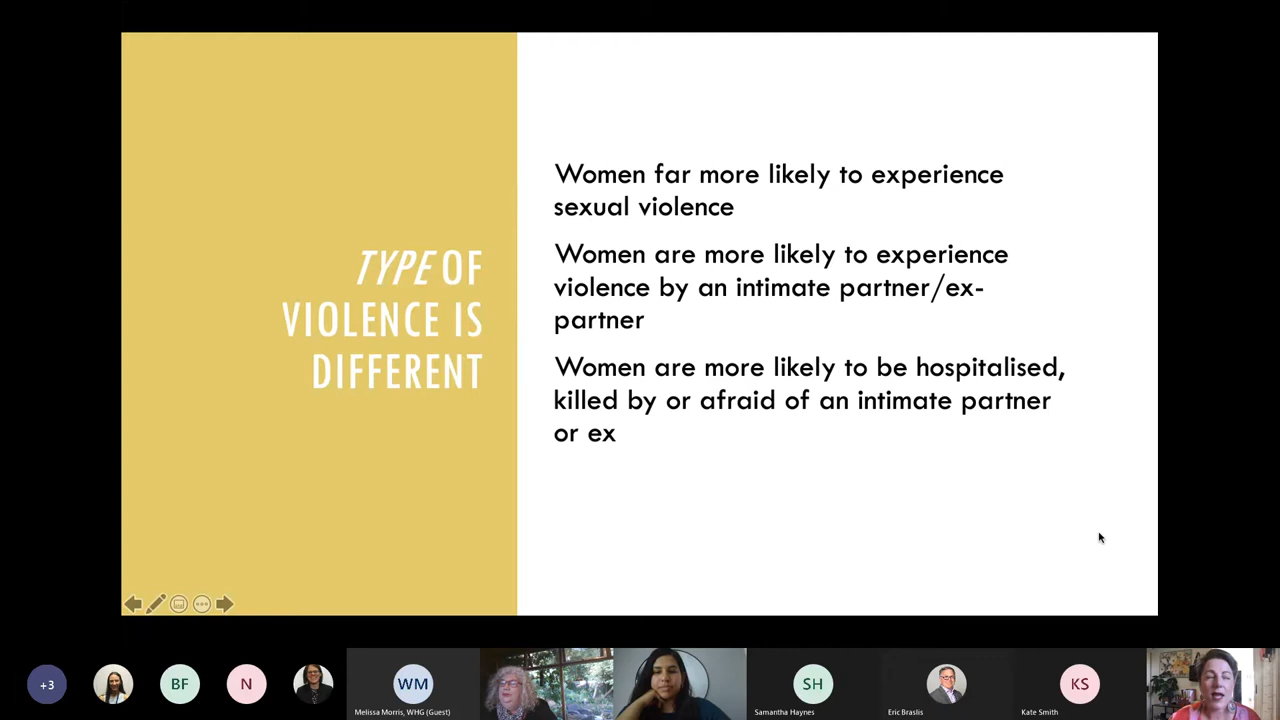 TYPE OF
VIOLENCE IS
DIFFERENT
Women far more likely to experience
sexual violence
Women are more likely to experience
violence by an intimate partner/ex-
partner
Women are more likely to be hospitalised,
killed by or afraid of an intimate partner
or ex
+3
BF
N
WM
Melissa Morris, WHG (Guest)
SH
Samantha Haynes
Eric Braslis
KS
Kate Smith